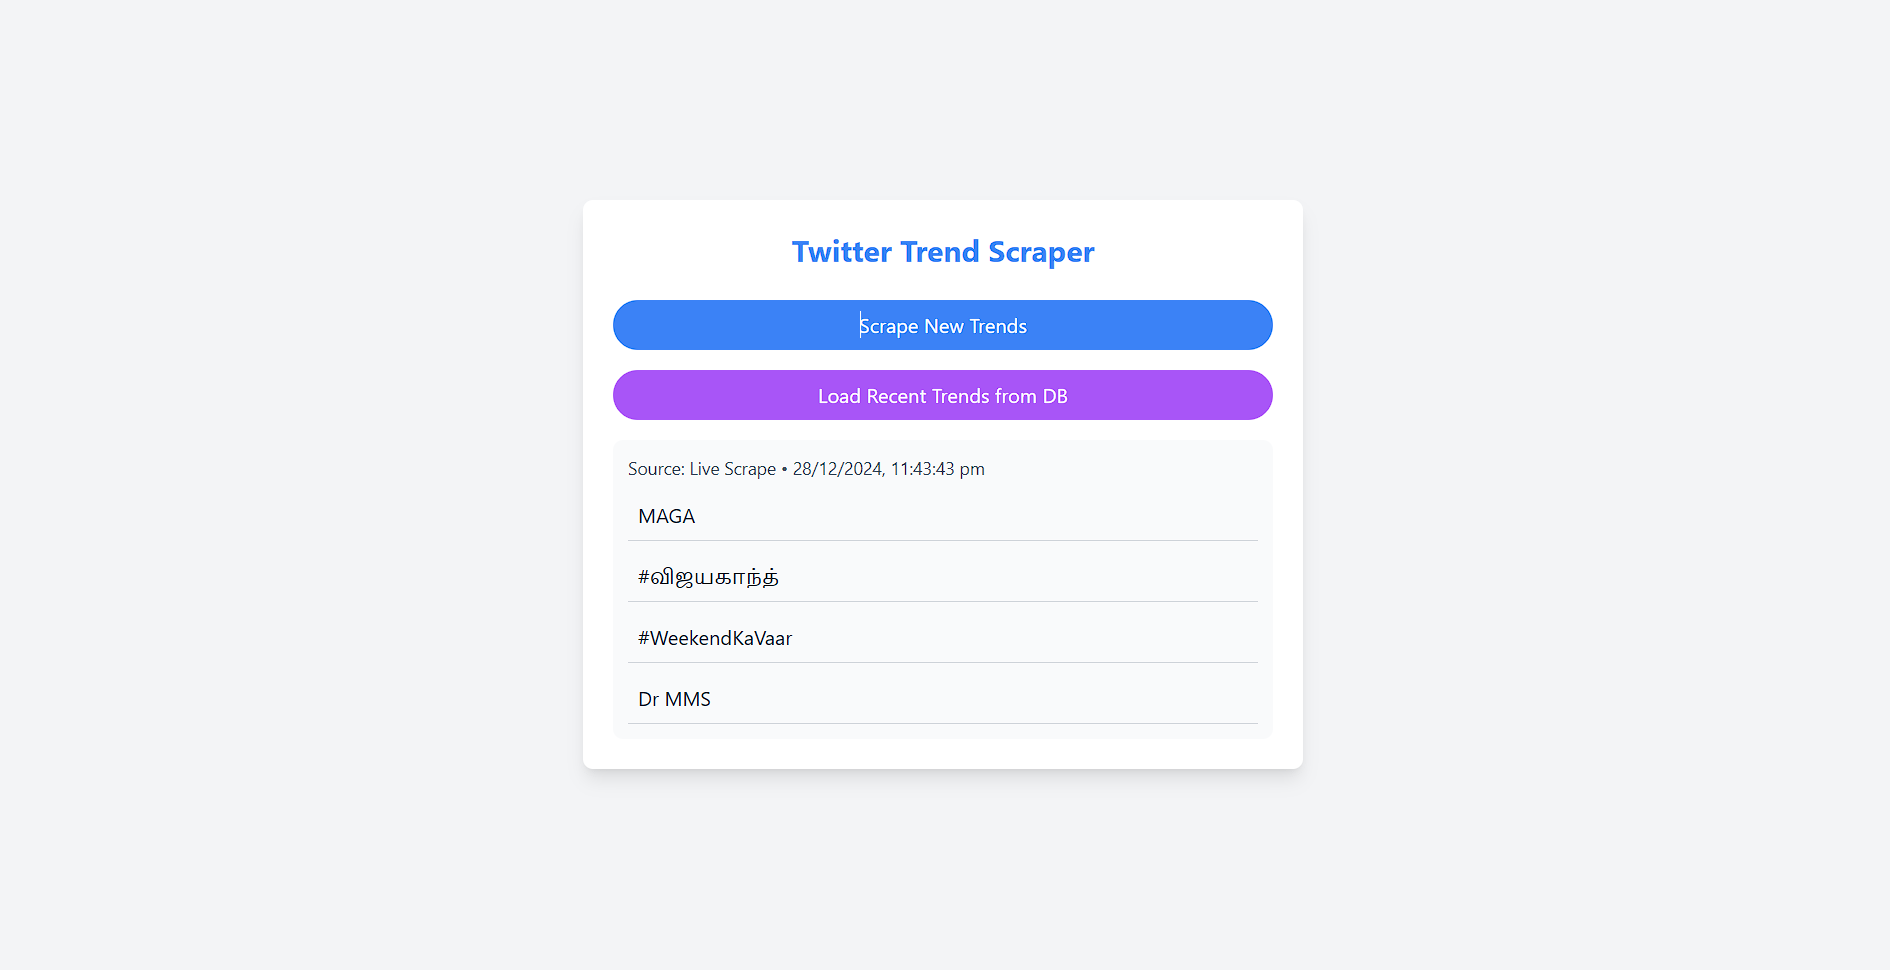 Twitter Trend Scraper
Scrape New Trends
Load Recent Trends from DB
Source: Live Scrape • 28/12/2024, 11:43:43 pm
MAGA
#விஜயகாந்த்
#WeekendKaVaar
Dr MMS